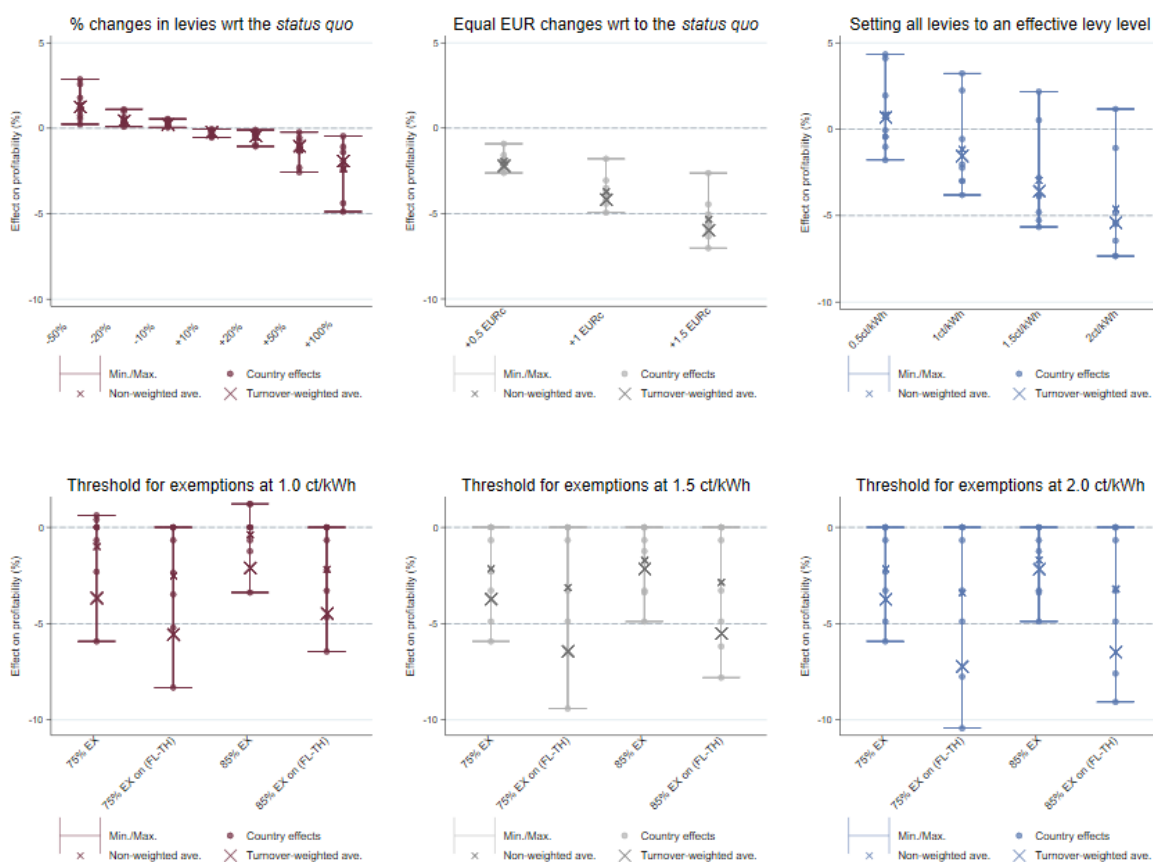 % changes in levies wrt the status quo
5
0
-5
-10
Effect on profitability (%)
-50%
-20%
-10%
+10%
+20%
+50%
+100%
Min./Max.
Country effects
Non-weighted ave.
Turnover-weighted ave.
Equal EUR changes wrt to the status quo
5
0
-5
-10
Effect on profitability (%)
+0.5 EURc
+1 EURc
+1.5 EURc
Min./Max.
Country effects
Non-weighted ave.
Turnover-weighted ave.
Setting all levies to an effective levy level
5
0
-5
-10
Effect on profitability (%)
0.5ct/kWh
1ct/kWh
1.5ct/kWh
2ct/kWh
Min./Max.
Country effects
Non-weighted ave.
Turnover-weighted ave.
Threshold for exemptions at 1.0 ct/kWh
0
-5
-10
Effect on profitability (%)
75% EX
75% EX on (FL-TH)
85% EX
85% EX on (FL-TH)
Min./Max.
Country effects
Non-weighted ave.
Turnover-weighted ave.
Threshold for exemptions at 1.5 ct/kWh
0
-5
-10
Effect on profitability (%)
75% EX
75% EX on (FL-TH)
85% EX
85% EX on (FL-TH)
Min./Max.
Country effects
Non-weighted ave.
Turnover-weighted ave.
Threshold for exemptions at 2.0 ct/kWh
0
-5
-10
Effect on profitability (%)
75% EX
75% EX on (FL-TH)
85% EX
85% EX on (FL-TH)
Min./Max.
Country effects
Non-weighted ave.
Turnover-weighted ave.